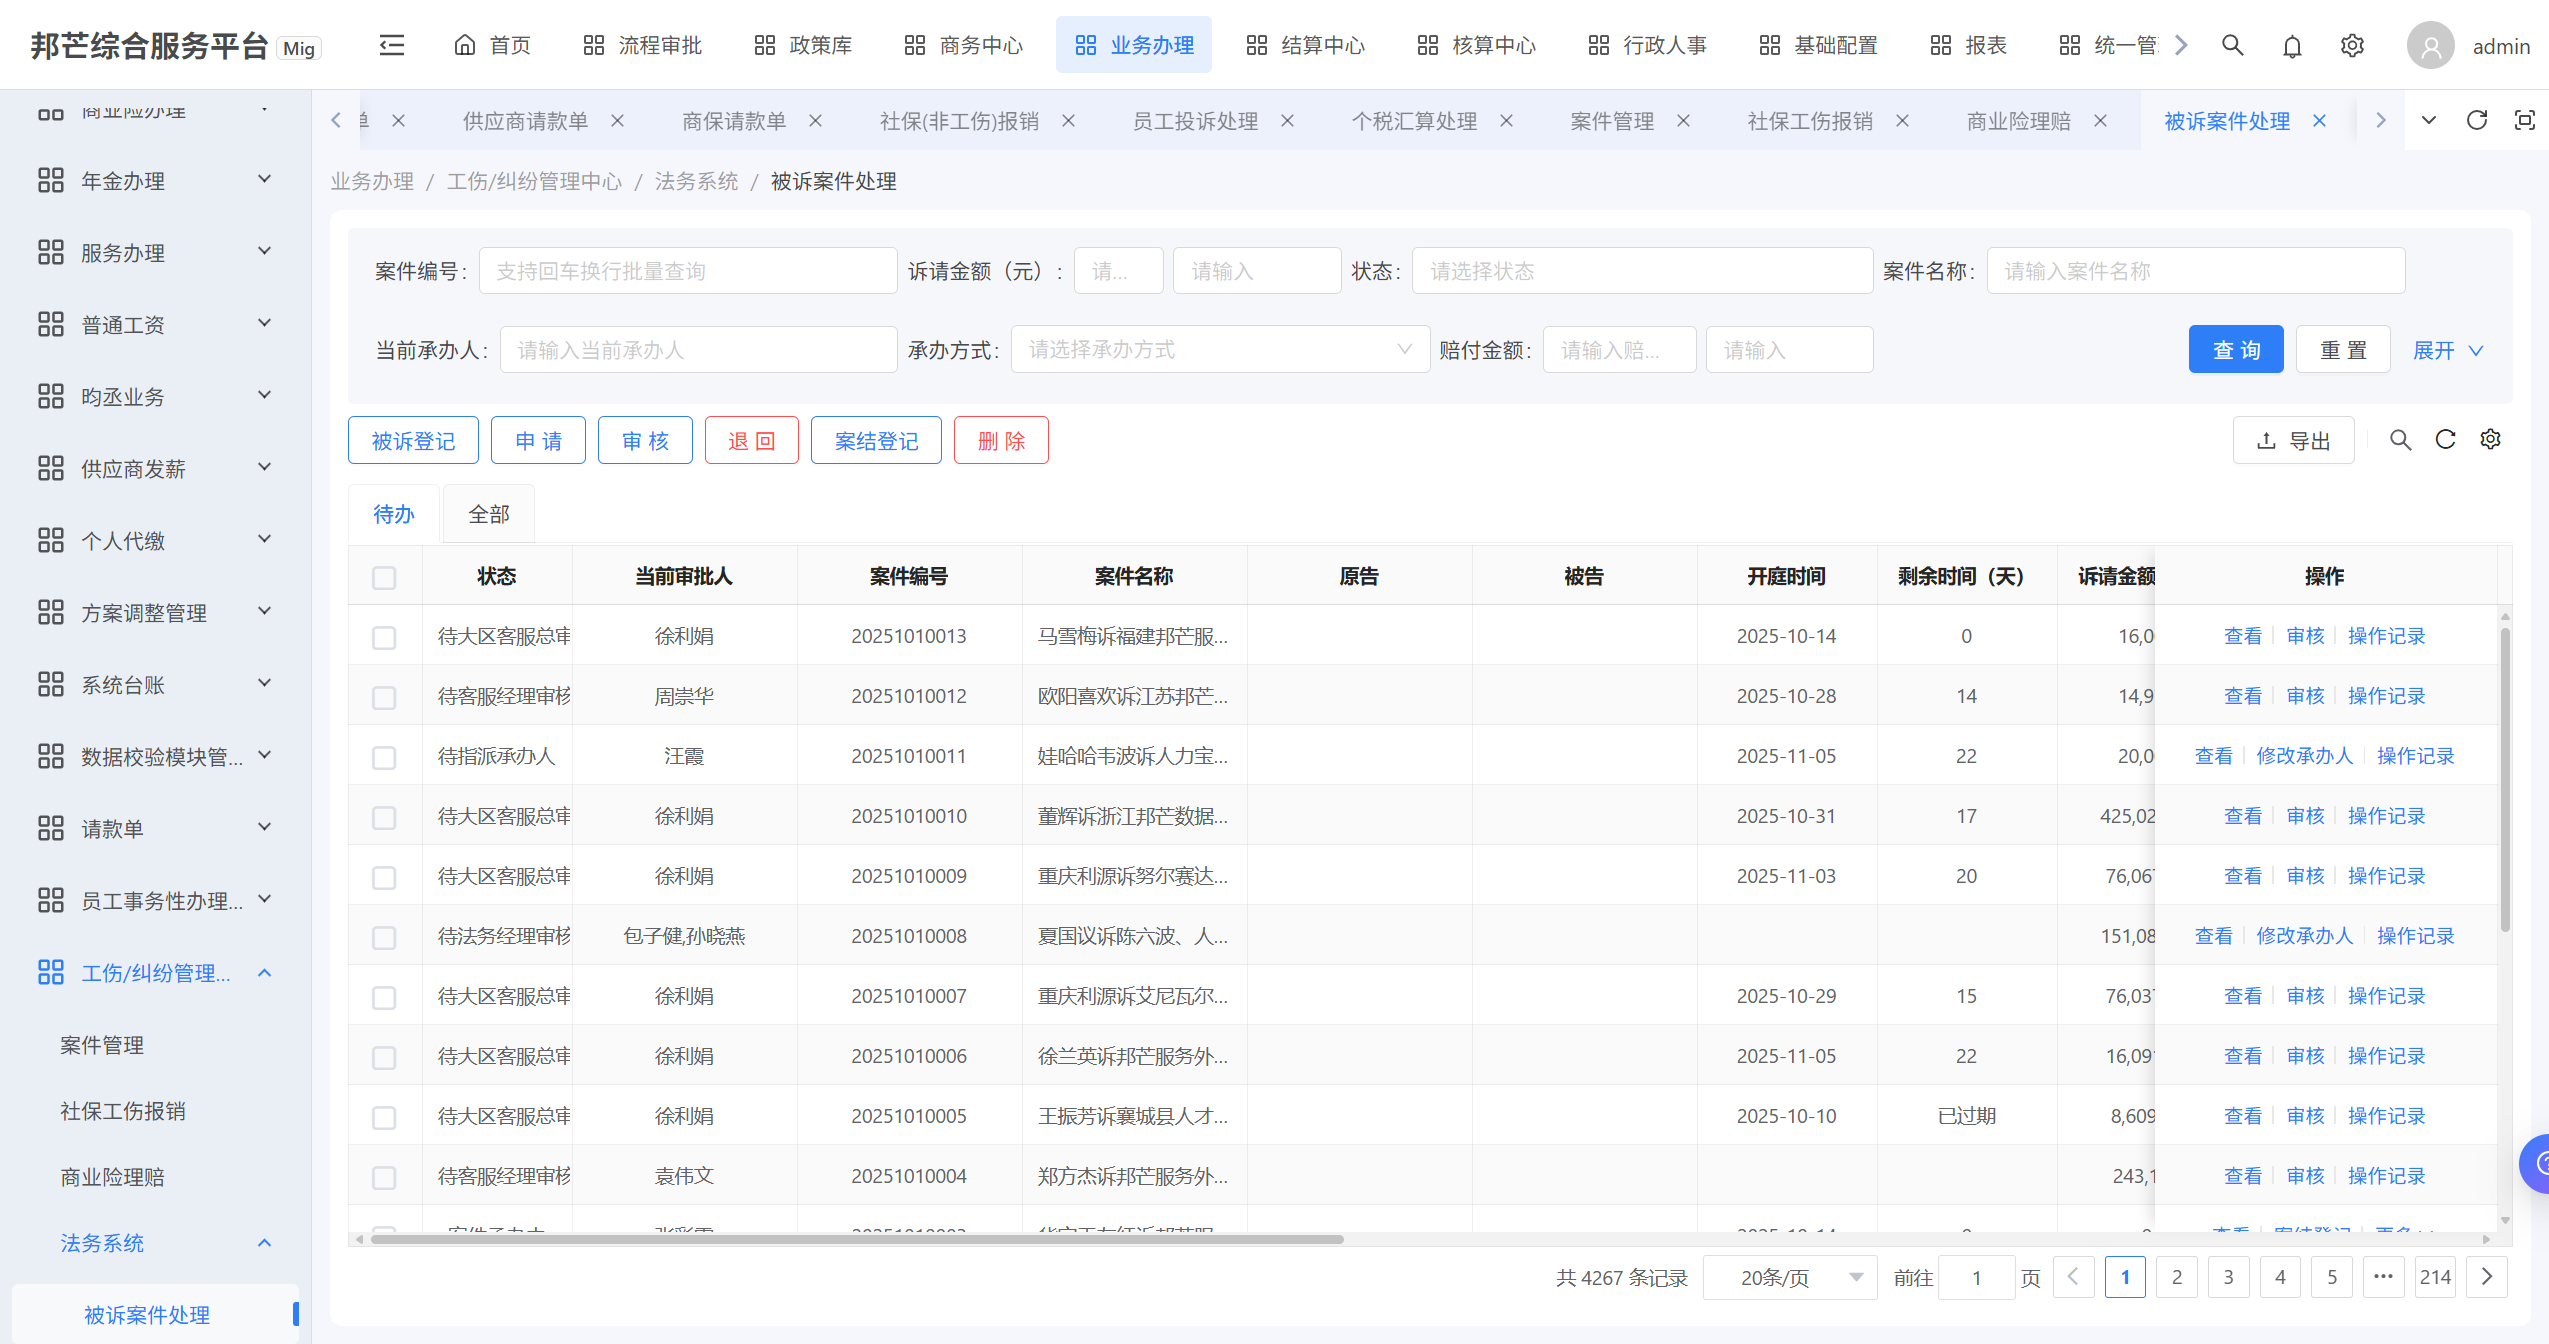 邦芒综合服务平台 Mig 首页 流程审批 政策库 商务中心 业务办理 结算中心 核算中心 行政人事 基础配置 报表 统一管 admin
商业险办理
年金办理
服务办理
普通工资
昀丞业务
供应商发薪
个人代缴
方案调整管理
系统台账
数据校验模块管...
请款单
员工事务性办理...
工伤/纠纷管理...
案件管理
社保工伤报销
商业险理赔
法务系统
被诉案件处理
供应商请款单 商保请款单 社保(非工伤)报销 员工投诉处理 个税汇算处理 案件管理 社保工伤报销 商业险理赔 被诉案件处理
业务办理 / 工伤/纠纷管理中心 / 法务系统 / 被诉案件处理
案件编号: 支持回车换行批量查询 诉请金额（元）: 请... 请输入 状态: 请选择状态 案件名称: 请输入案件名称
当前承办人: 请输入当前承办人 承办方式: 请选择承办方式 赔付金额: 请输入赔... 请输入 查 询 重 置 展开
被诉登记 申 请 审 核 退 回 案结登记 删 除 导出
待办 全部
状态 当前审批人 案件编号 案件名称 原告 被告 开庭时间 剩余时间（天） 诉请金额 操作
待大区客服总审 徐利娟 20251010013 马雪梅诉福建邦芒服... 2025-10-14 0 16,0 查看 审核 操作记录
待客服经理审核 周崇华 20251010012 欧阳喜欢诉江苏邦芒... 2025-10-28 14 14,9 查看 审核 操作记录
待指派承办人 汪霞 20251010011 娃哈哈韦波诉人力宝... 2025-11-05 22 20,0 查看 修改承办人 操作记录
待大区客服总审 徐利娟 20251010010 董辉诉浙江邦芒数据... 2025-10-31 17 425,02 查看 审核 操作记录
待大区客服总审 徐利娟 20251010009 重庆利源诉努尔赛达... 2025-11-03 20 76,067 查看 审核 操作记录
待法务经理审核 包子健,孙晓燕 20251010008 夏国议诉陈六波、人... 151,08 查看 修改承办人 操作记录
待大区客服总审 徐利娟 20251010007 重庆利源诉艾尼瓦尔... 2025-10-29 15 76,037 查看 审核 操作记录
待大区客服总审 徐利娟 20251010006 徐兰英诉邦芒服务外... 2025-11-05 22 16,091 查看 审核 操作记录
待大区客服总审 徐利娟 20251010005 王振芳诉襄城县人才... 2025-10-10 已过期 8,609 查看 审核 操作记录
待客服经理审核 袁伟文 20251010004 郑方杰诉邦芒服务外... 243,1 查看 审核 操作记录
共 4267 条记录 20条/页 前往 1 页 1 2 3 4 5 ••• 214